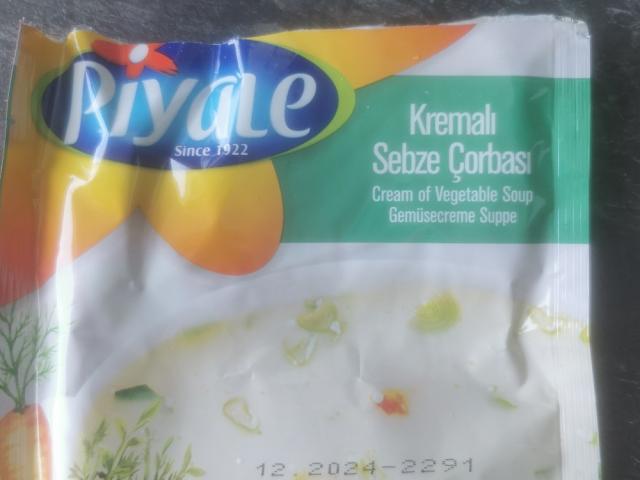 Piyale
Since 1922
Kremalı
Sebze Çorbası
Cream of Vegetable Soup
Gemüsecreme Suppe
12.2024-2291